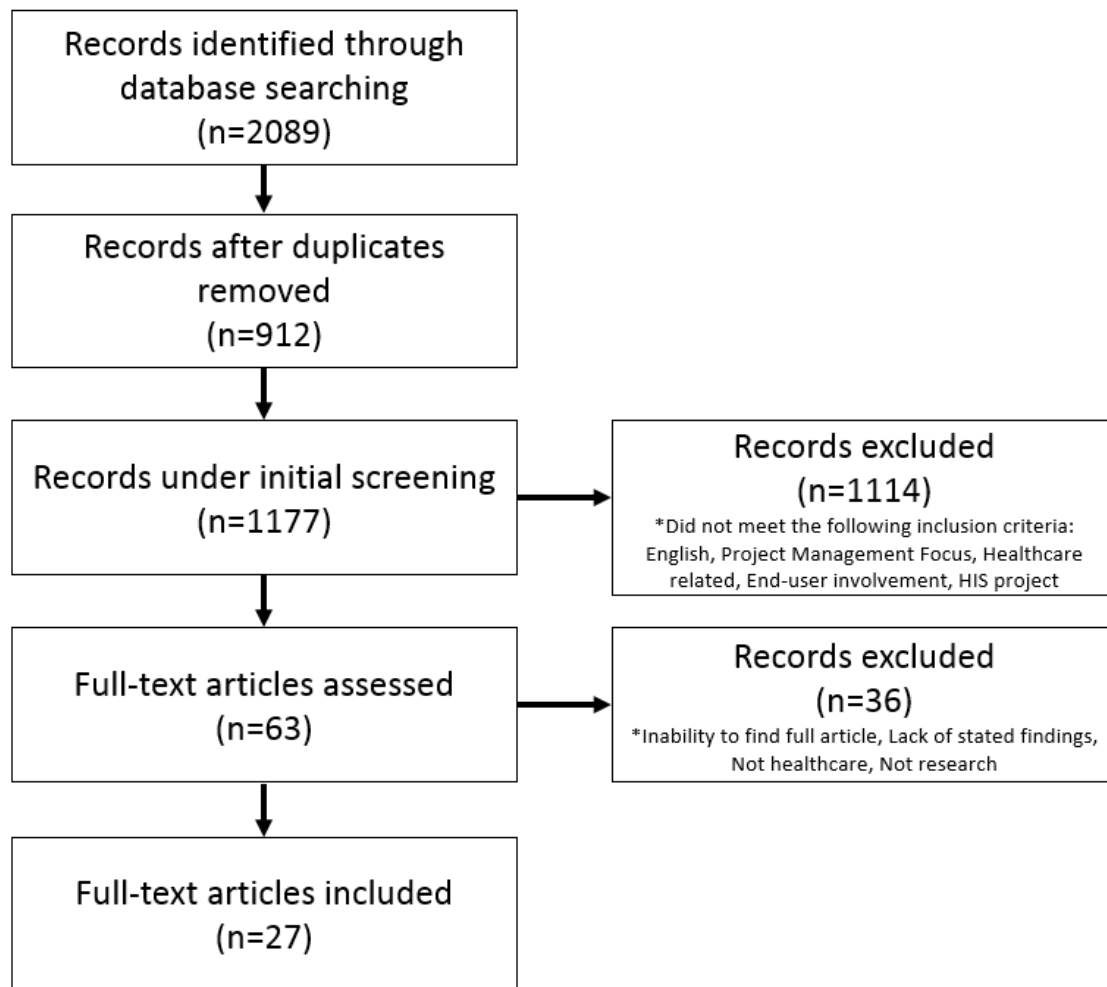 Records identified through
database searching
(n=2089)
Records after duplicates
removed
(n=912)
Records under initial screening
(n=1177)
Records excluded
(n=1114)
*Did not meet the following inclusion criteria:
English, Project Management Focus, Healthcare
related, End-user involvement, HIS project
Full-text articles assessed
(n=63)
Records excluded
(n=36)
*Inability to find full article, Lack of stated findings,
Not healthcare, Not research
Full-text articles included
(n=27)